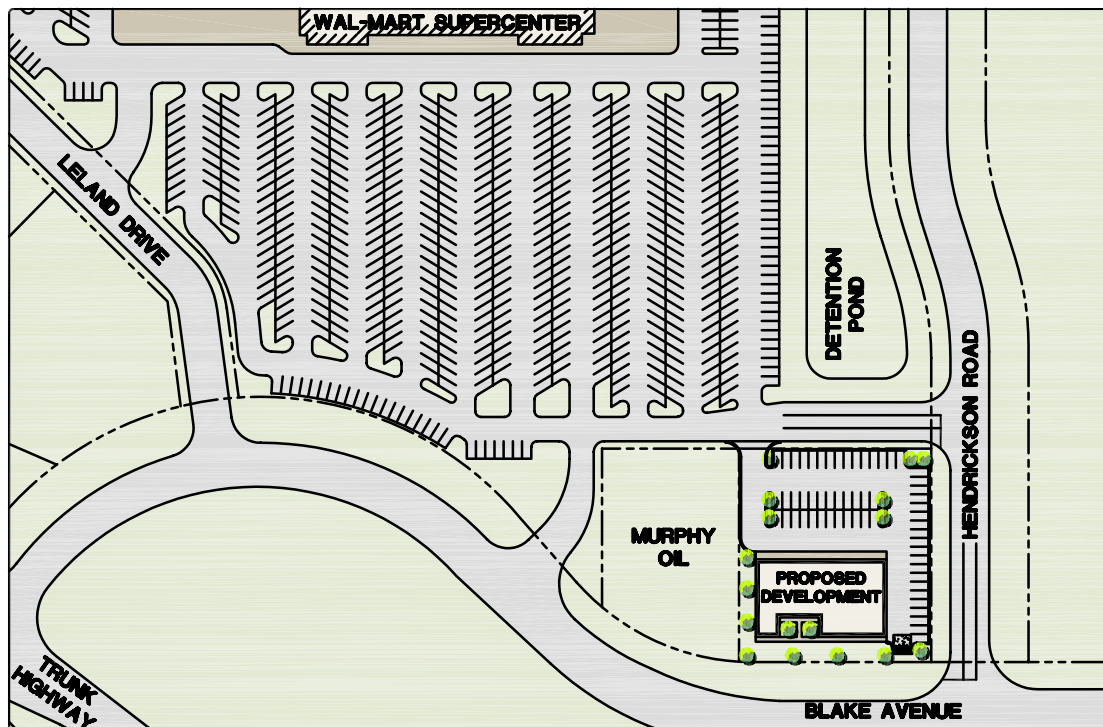 WAL-MART SUPERCENTER
LELAND DRIVE
DETENTION
POND
HENDRICKSON ROAD
MURPHY
OIL
PROPOSED
DEVELOPMENT
TRUNK
HIGHWAY
BLAKE AVENUE